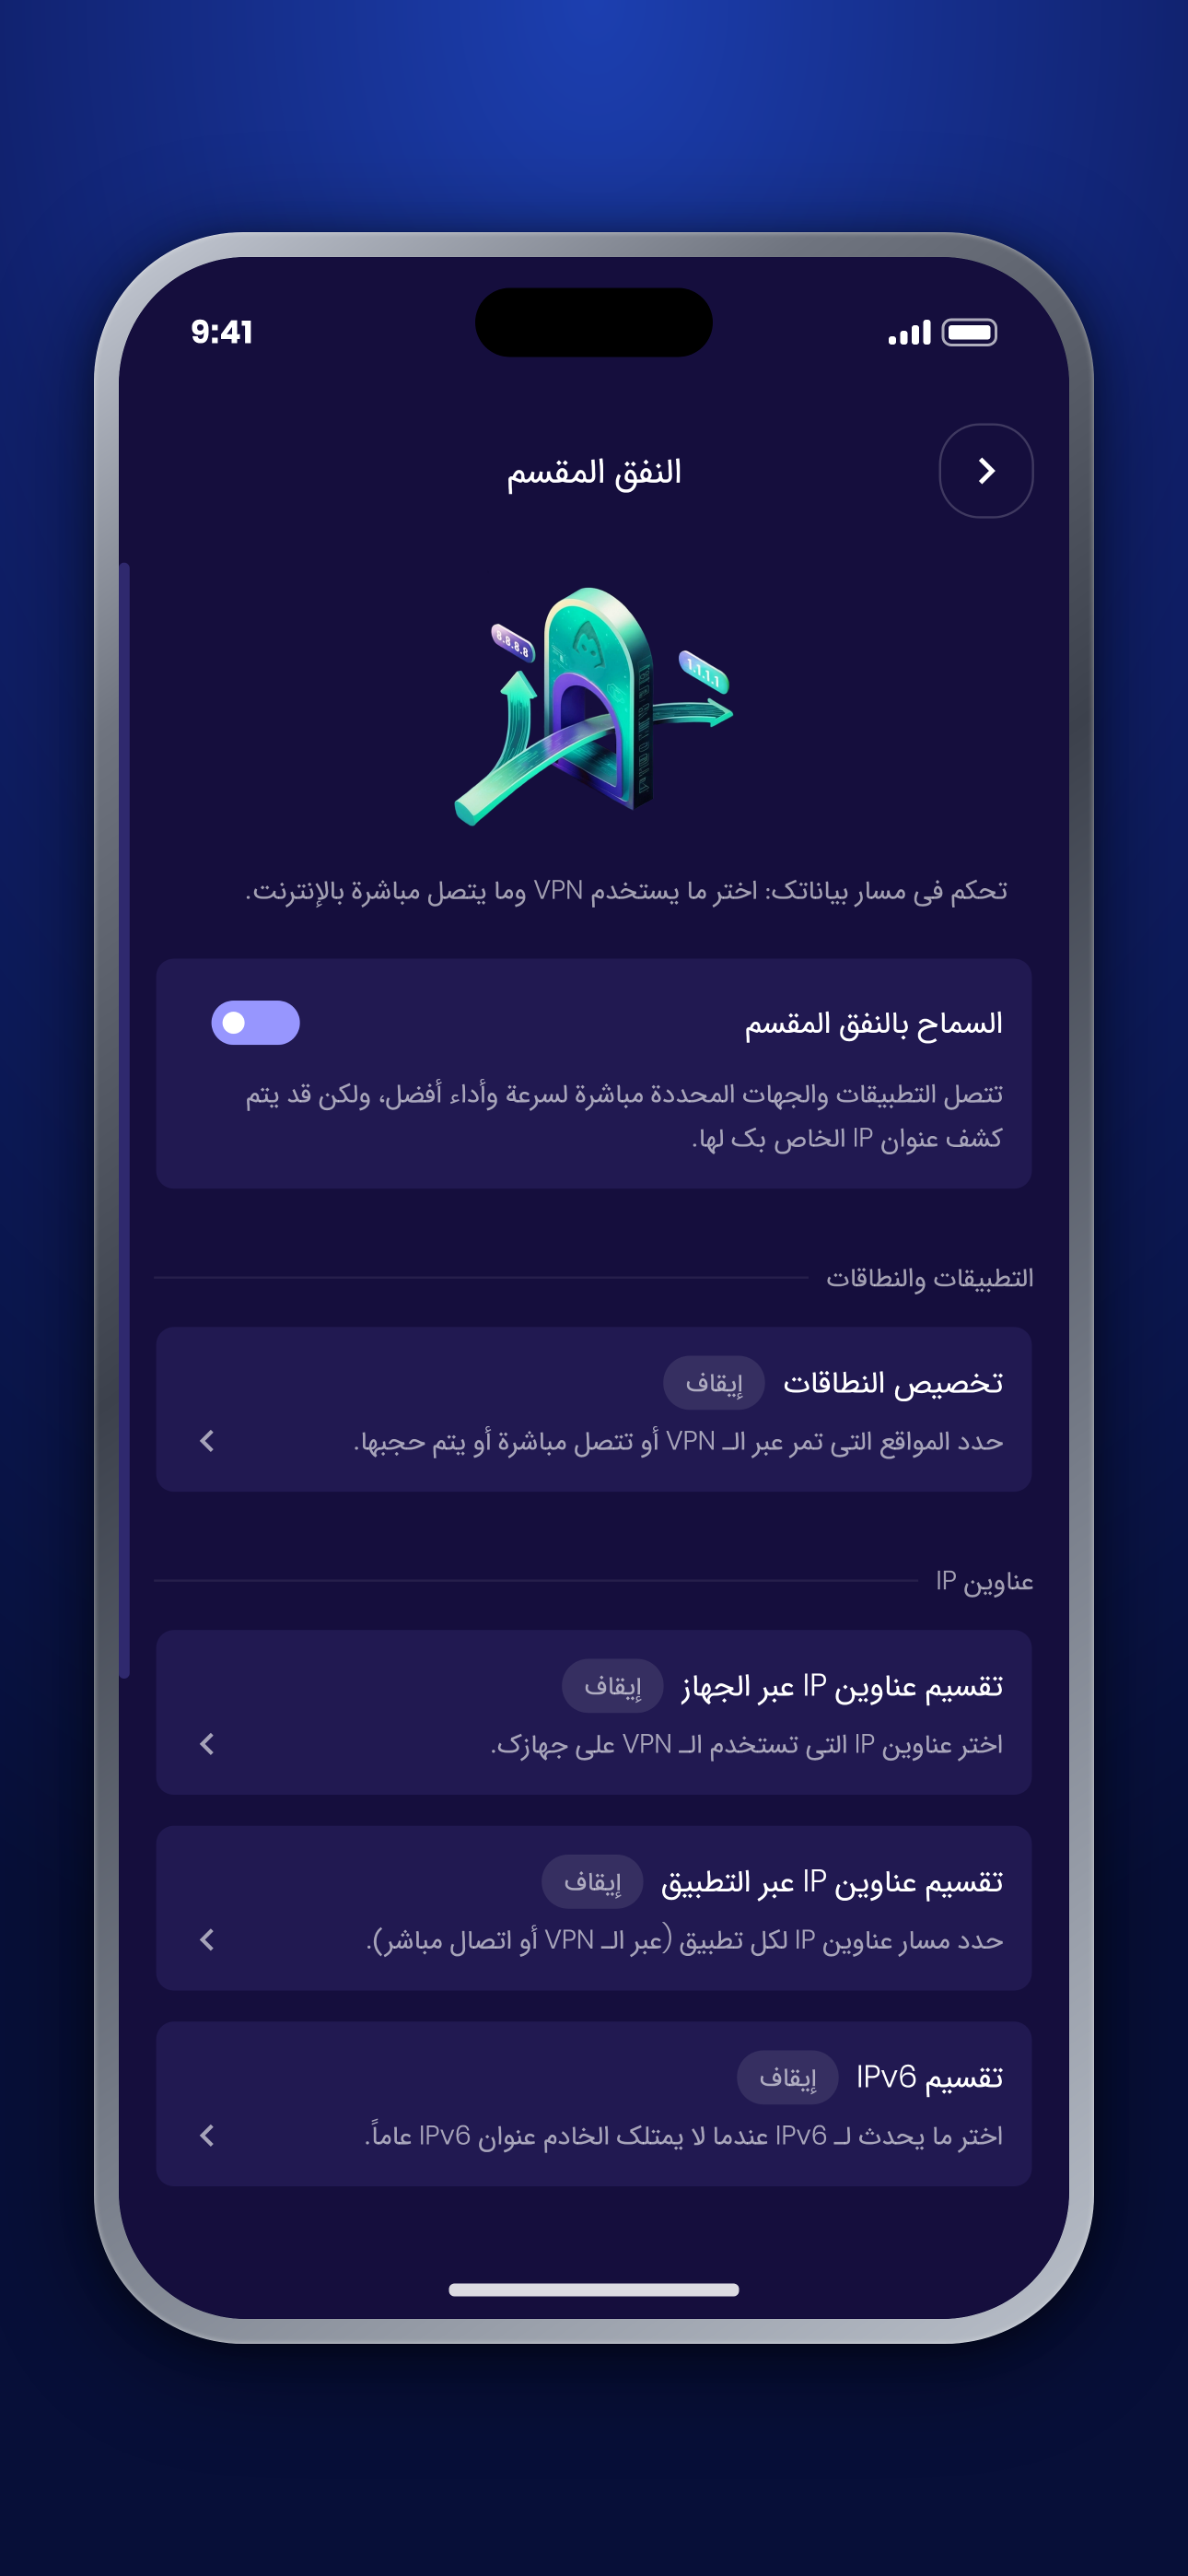 9:41
النفق المقسم
8.8.8.8
1.1.1.1
تحكم في مسار بياناتك: اختر ما يستخدم VPN وما يتصل مباشرة بالإنترنت.
السماح بالنفق المقسم
تتصل التطبيقات والجهات المحددة مباشرة لسرعة وأداء أفضل، ولكن قد يتم
كشف عنوان IP الخاص بك لها.
التطبيقات والنطاقات
تخصيص النطاقات إيقاف
حدد المواقع التي تمر عبر الـ VPN أو تتصل مباشرة أو يتم حجبها.
عناوين IP
تقسيم عناوين IP عبر الجهاز إيقاف
اختر عناوين IP التي تستخدم الـ VPN على جهازك.
تقسيم عناوين IP عبر التطبيق إيقاف
حدد مسار عناوين IP لكل تطبيق (عبر الـ VPN أو اتصال مباشر).
تقسيم IPv6 إيقاف
اختر ما يحدث لـ IPv6 عندما لا يمتلك الخادم عنوان IPv6 عاماً.